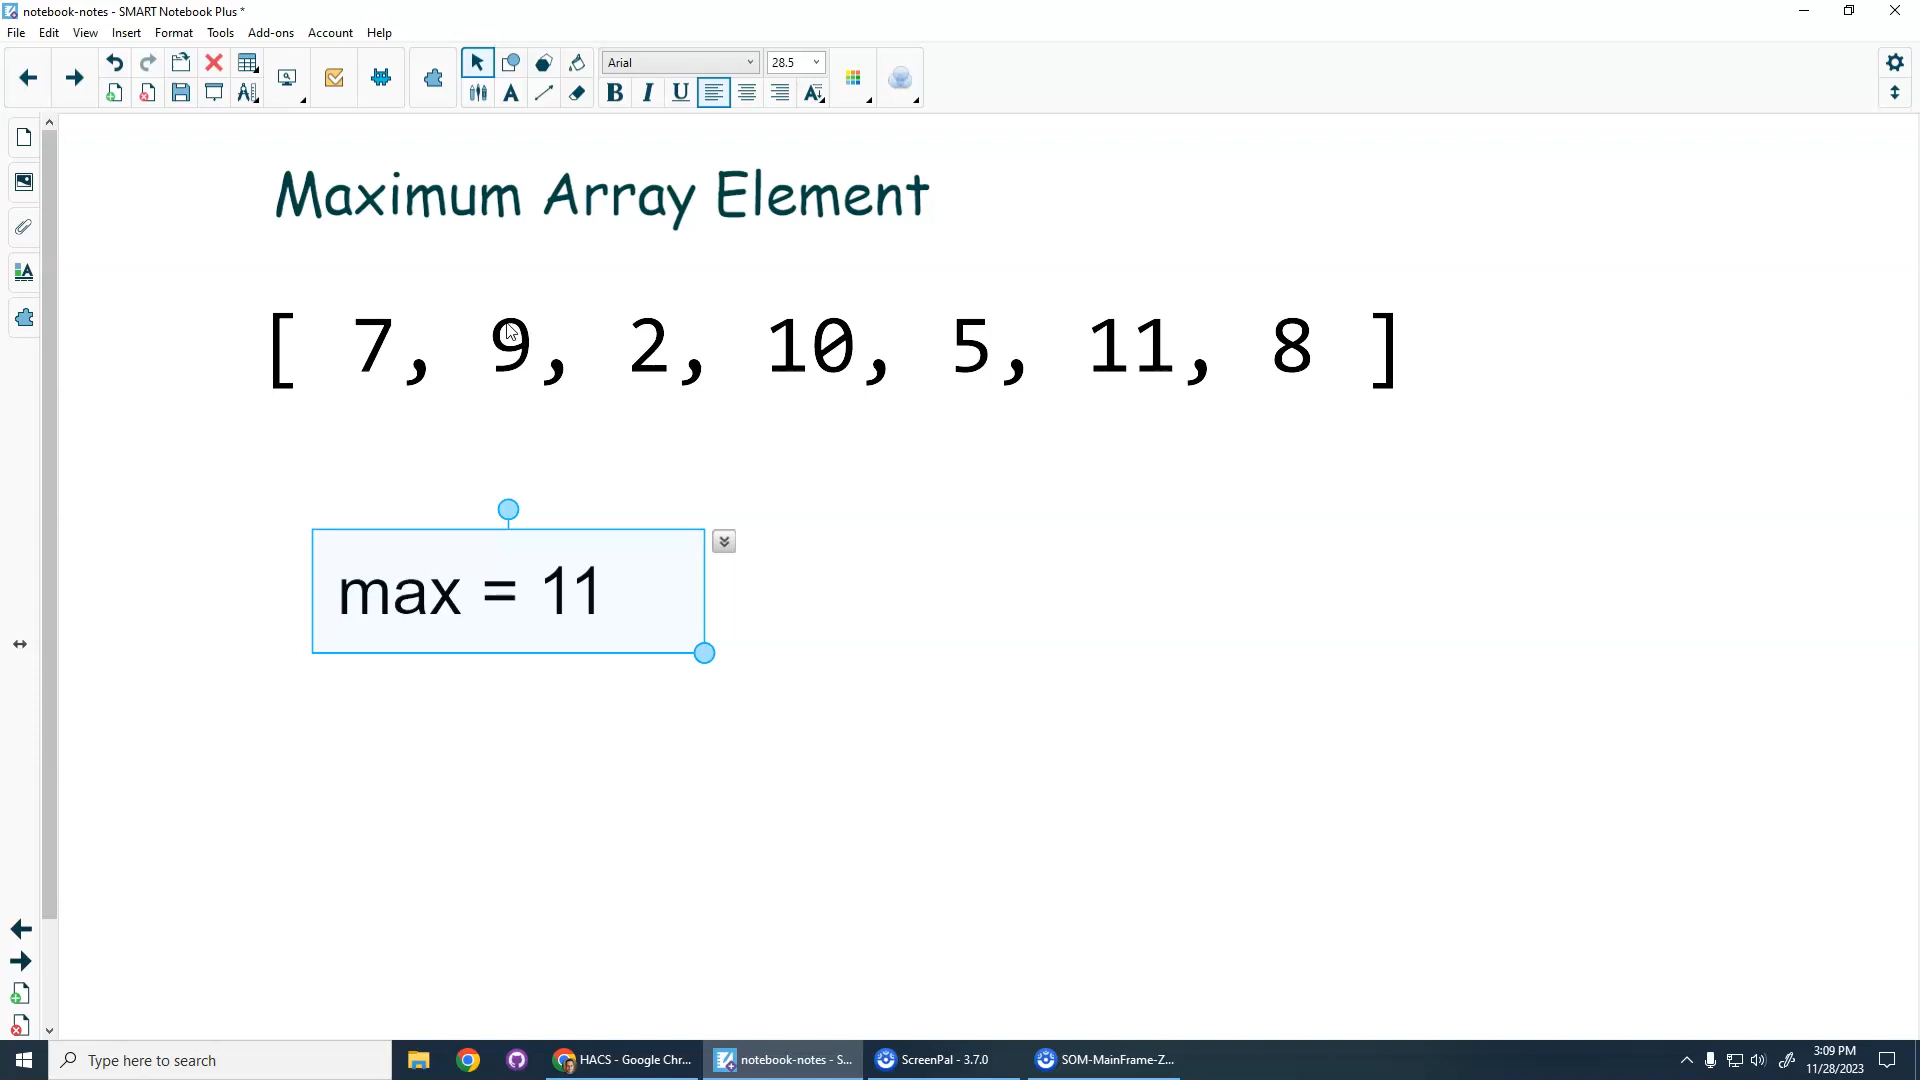 notebook-notes - SMART Notebook Plus *
File Edit View Insert Format Tools Add-ons Account Help
Arial 28.5
B I U
Maximum Array Element
[ 7, 9, 2, 10, 5, 11, 8 ]
max = 11
Type here to search
HACS - Google Chr...
notebook-notes - S...
ScreenPal - 3.7.0
SOM-MainFrame-Z...
3:09 PM
11/28/2023